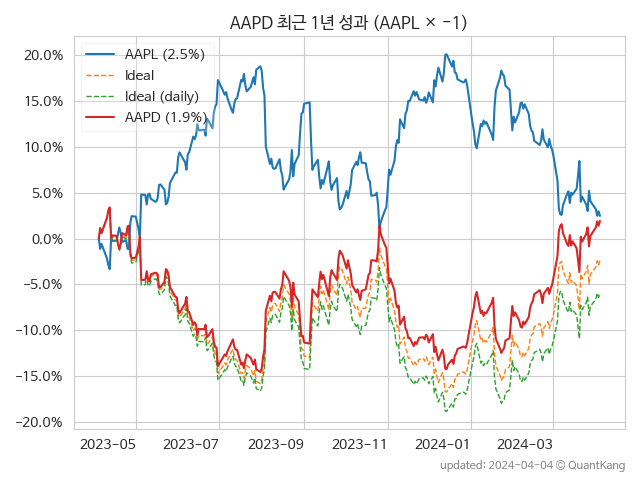 AAPD 최근 1년 성과 (AAPL × −1)
20.0%
15.0%
10.0%
5.0%
0.0%
−5.0%
−10.0%
−15.0%
−20.0%
AAPL (2.5%)
Ideal
Ideal (daily)
AAPD (1.9%)
2023−05
2023−07
2023−09
2023−11
2024−01
2024−03
updated: 2024-04-04 © QuantKang